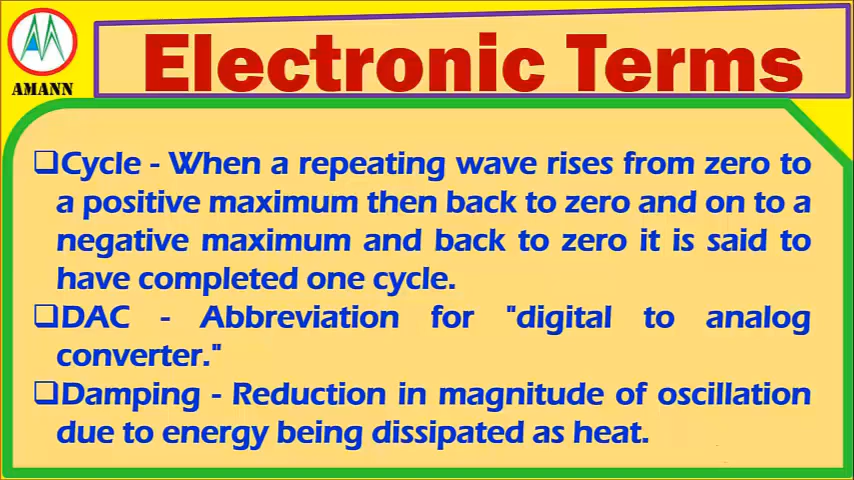 AMANN
Electronic Terms
❑Cycle - When a repeating wave rises from zero to
a positive maximum then back to zero and on to a
negative maximum and back to zero it is said to
have completed one cycle.
❑DAC - Abbreviation for "digital to analog
converter."
❑Damping - Reduction in magnitude of oscillation
due to energy being dissipated as heat.